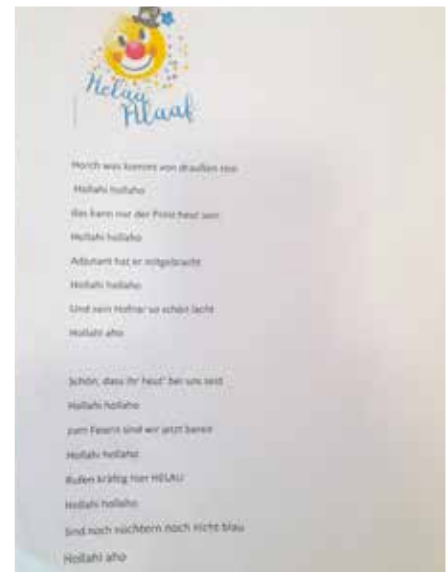 Helau
Alaaf
Horch was kommt von draußen rein
Hollahi hollaho
das kann nur der Prinz heut sein
Hollahi hollaho
Adjutant hat er mitgebracht
Hollahi hollaho
Und sein Hofnar so schön lacht
Hollahi aho
Schön, dass ihr heut' bei uns seid
Hollahi hollaho
zum Feiern sind wir jetzt bereit
Hollahi hollaho
Rufen kräftig hier HELAU
Hollahi hollaho
Sind noch nüchtern noch nicht blau
Hollahi aho